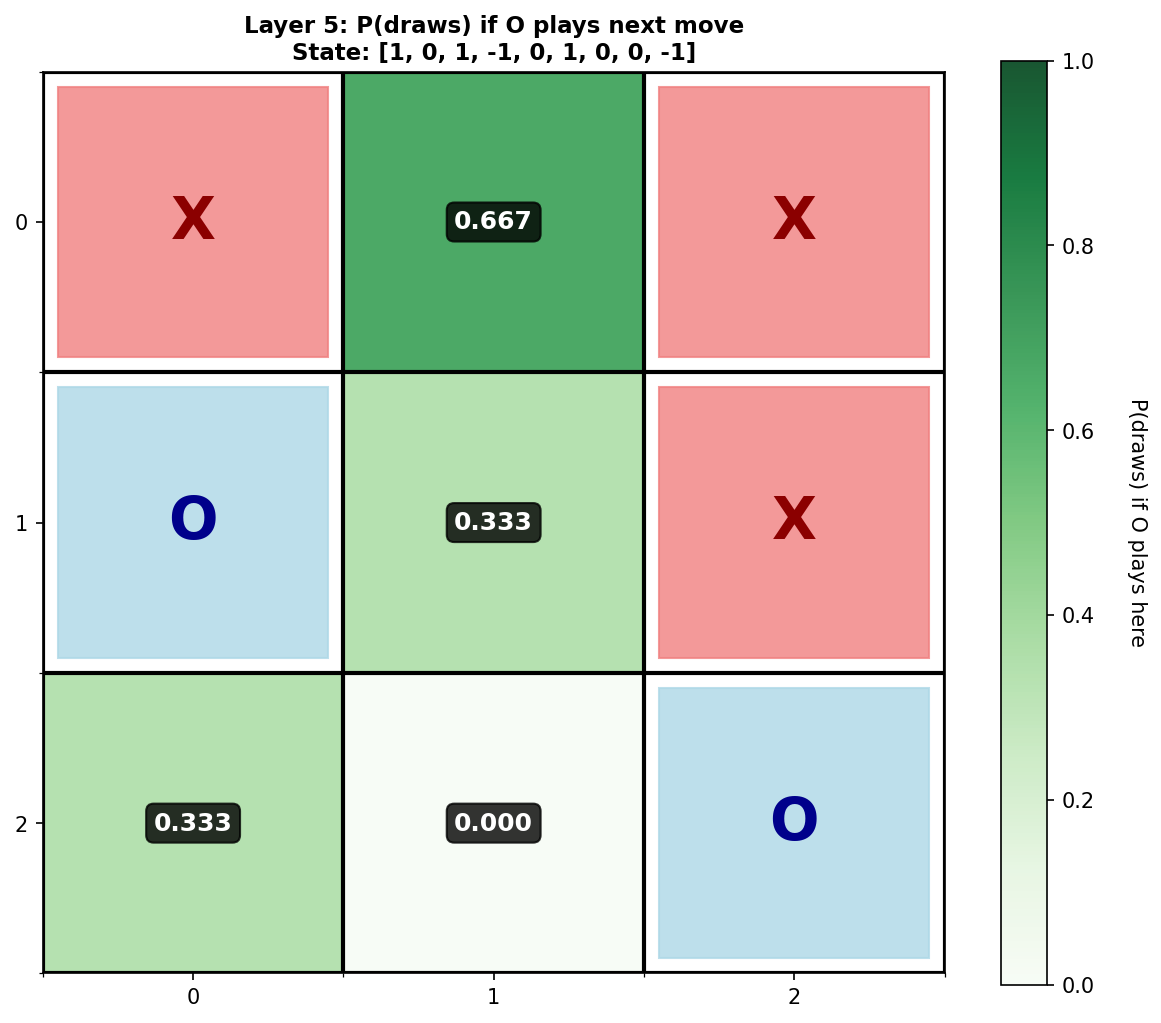 Layer 5: P(draws) if O plays next move
State: [1, 0, 1, -1, 0, 1, 0, 0, -1]
0
X
0.667
X
1
O
0.333
X
2
0.333
0.000
O
0
1
2
1.0
0.8
0.6
0.4
0.2
0.0
P(draws) if O plays here